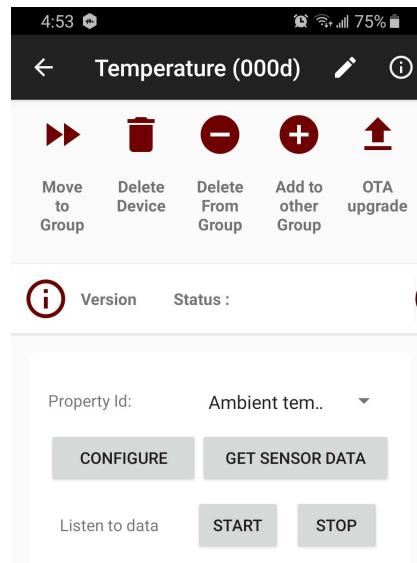 4:53 75%
Temperature (000d)
Move to Group
Delete Device
Delete From Group
Add to other Group
OTA upgrade
Version Status :
Property Id: Ambient tem..
CONFIGURE GET SENSOR DATA
Listen to data START STOP